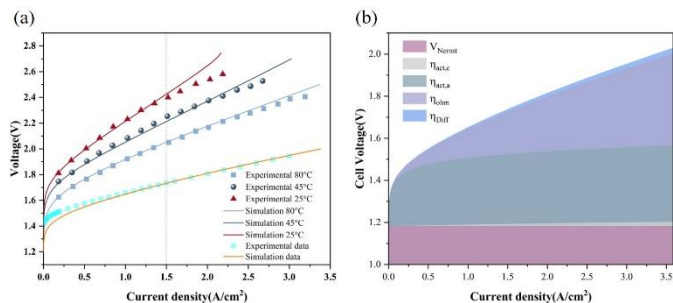 (a)
2.8
2.6
2.4
2.2
2.0
1.8
1.6
1.4
1.2
Voltage(V)
Experimental 80°C
Experimental 45°C
Experimental 25°C
Simulation 80°C
Simulation 45°C
Simulation 25°C
Experimental data
Simulation data
0.0 0.5 1.0 1.5 2.0 2.5 3.0 3.5
Current density(A/cm²)
(b)
2.0
1.8
1.6
1.4
1.2
1.0
Cell Voltage(V)
V_Nernst
η_act,c
η_act,a
η_ohm
η_Diff
0.0 0.5 1.0 1.5 2.0 2.5 3.0 3.5
Current density(A/cm²)